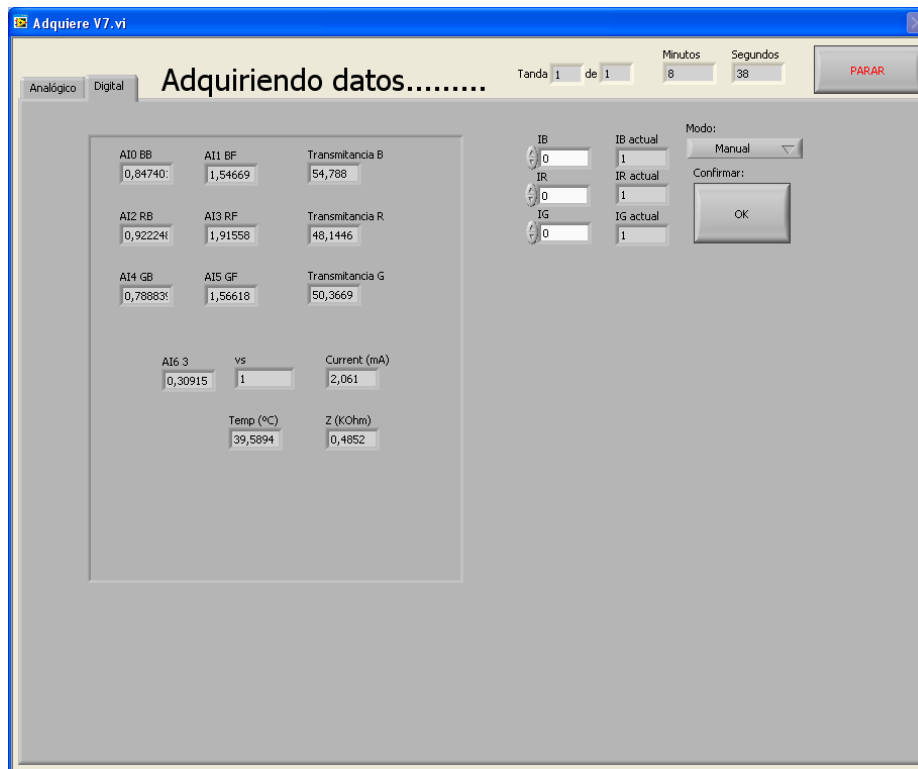 Adquiere V7.vi
Analógico Digital
Adquiriendo datos.........
Tanda 1 de 1
Minutos Segundos
8 38
PARAR
AI0 BB AI1 BF Transmitancia B
0,84740 1,54669 54,788
AI2 RB AI3 RF Transmitancia R
0,922248 1,91558 48,1446
AI4 GB AI5 GF Transmitancia G
0,788839 1,56618 50,3669
AI6 3 vs Current (mA)
0,30915 1 2,061
Temp (ºC) Z (KOhm)
39,5894 0,4852
IB IB actual
0 1
IR IR actual
0 1
IG IG actual
0 1
Modo:
Manual
Confirmar:
OK